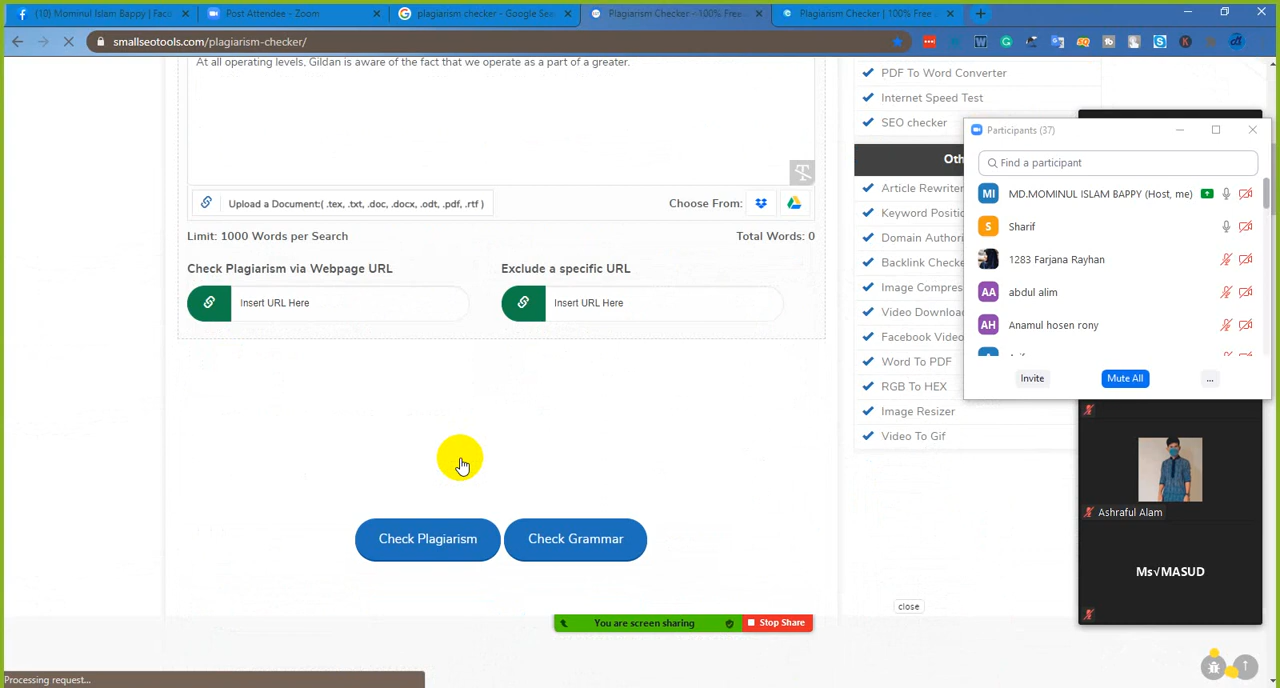 (10) Mominul Islam Bappy | Fac
Post Attendee - Zoom
plagiarism checker - Google Sea
Plagiarism Checker - 100% Free
Plagiarism Checker | 100% Free
smallseotools.com/plagiarism-checker/
At all operating levels, Gildan is aware of the fact that we operate as a part of a greater.
Upload a Document:( .tex, .txt, .doc, .docx, .odt, .pdf, .rtf )
Choose From:
Limit: 1000 Words per Search
Total Words: 0
Check Plagiarism via Webpage URL
Exclude a specific URL
Insert URL Here
Insert URL Here
Check Plagiarism
Check Grammar
PDF To Word Converter
Internet Speed Test
SEO checker
Oth
Article Rewriter
Keyword Positio
Domain Authori
Backlink Checke
Image Compres
Video Downloa
Facebook Video
Word To PDF
RGB To HEX
Image Resizer
Video To Gif
Participants (37)
Find a participant
MI MD.MOMINUL ISLAM BAPPY (Host, me)
S Sharif
1283 Farjana Rayhan
AA abdul alim
AH Anamul hosen rony
Invite
Mute All
...
Ashraful Alam
Ms√MASUD
close
You are screen sharing
Stop Share
Processing request...